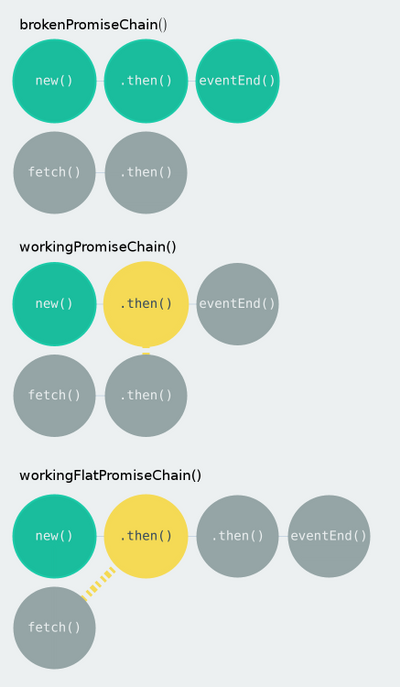 brokenPromiseChain()
new() .then() eventEnd()
fetch() .then()
workingPromiseChain()
new() .then() eventEnd()
fetch() .then()
workingFlatPromiseChain()
new() .then() .then() eventEnd()
fetch()